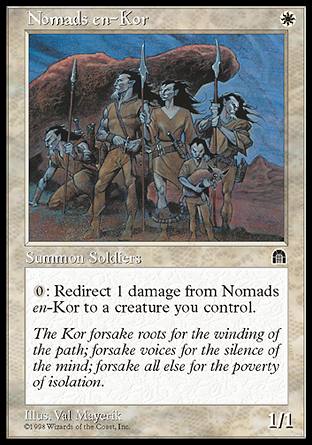 Nomads en-Kor
Summon Soldiers
0: Redirect 1 damage from Nomads
en-Kor to a creature you control.
The Kor forsake roots for the winding of
the path; forsake voices for the silence of
the mind; forsake all else for the poverty
of isolation.
Illus. Val Mayerik
©1998 Wizards of the Coast, Inc.
1/1